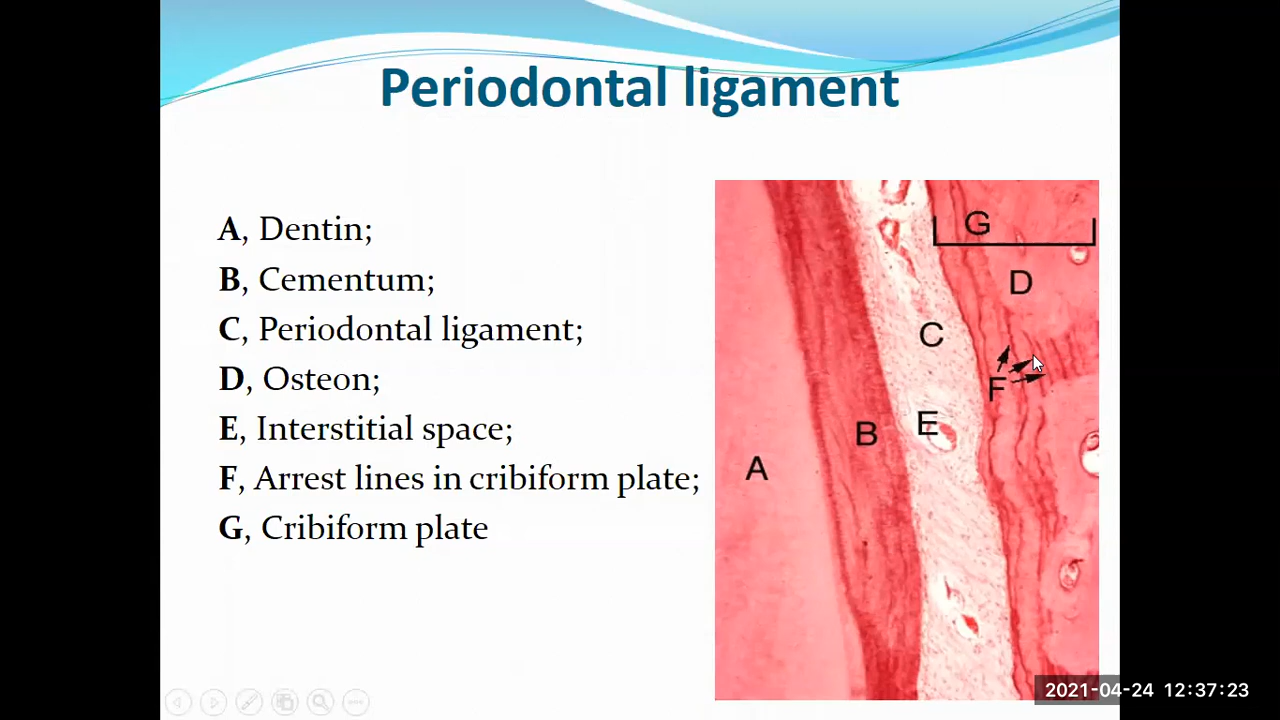 Periodontal ligament
A, Dentin;
B, Cementum;
C, Periodontal ligament;
D, Osteon;
E, Interstitial space;
F, Arrest lines in cribiform plate;
G, Cribiform plate
G
D
C
F
E
B
A
2021-04-24 12:37:23